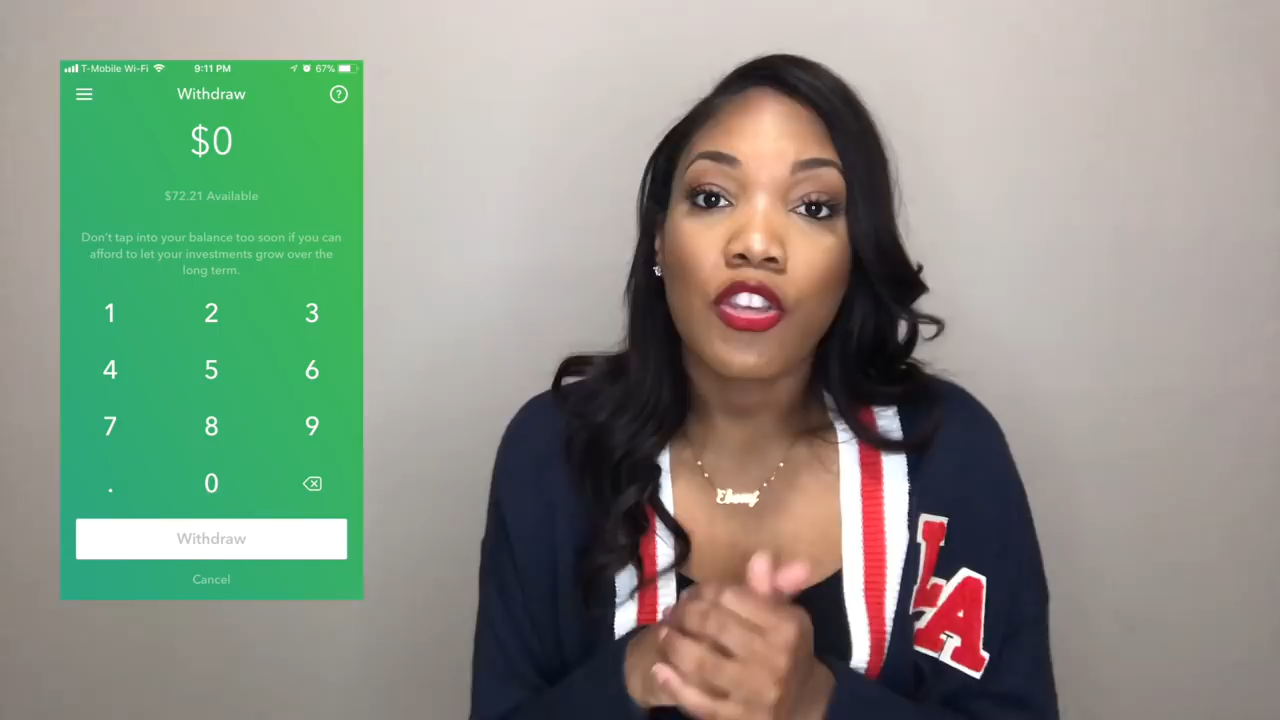 T-Mobile Wi-Fi 9:11 PM 67%
Withdraw ?
$0
$72.21 Available
Don't tap into your balance too soon if you can
afford to let your investments grow over the
long term.
1 2 3
4 5 6
7 8 9
. 0
Withdraw
Cancel
Ebony
LA